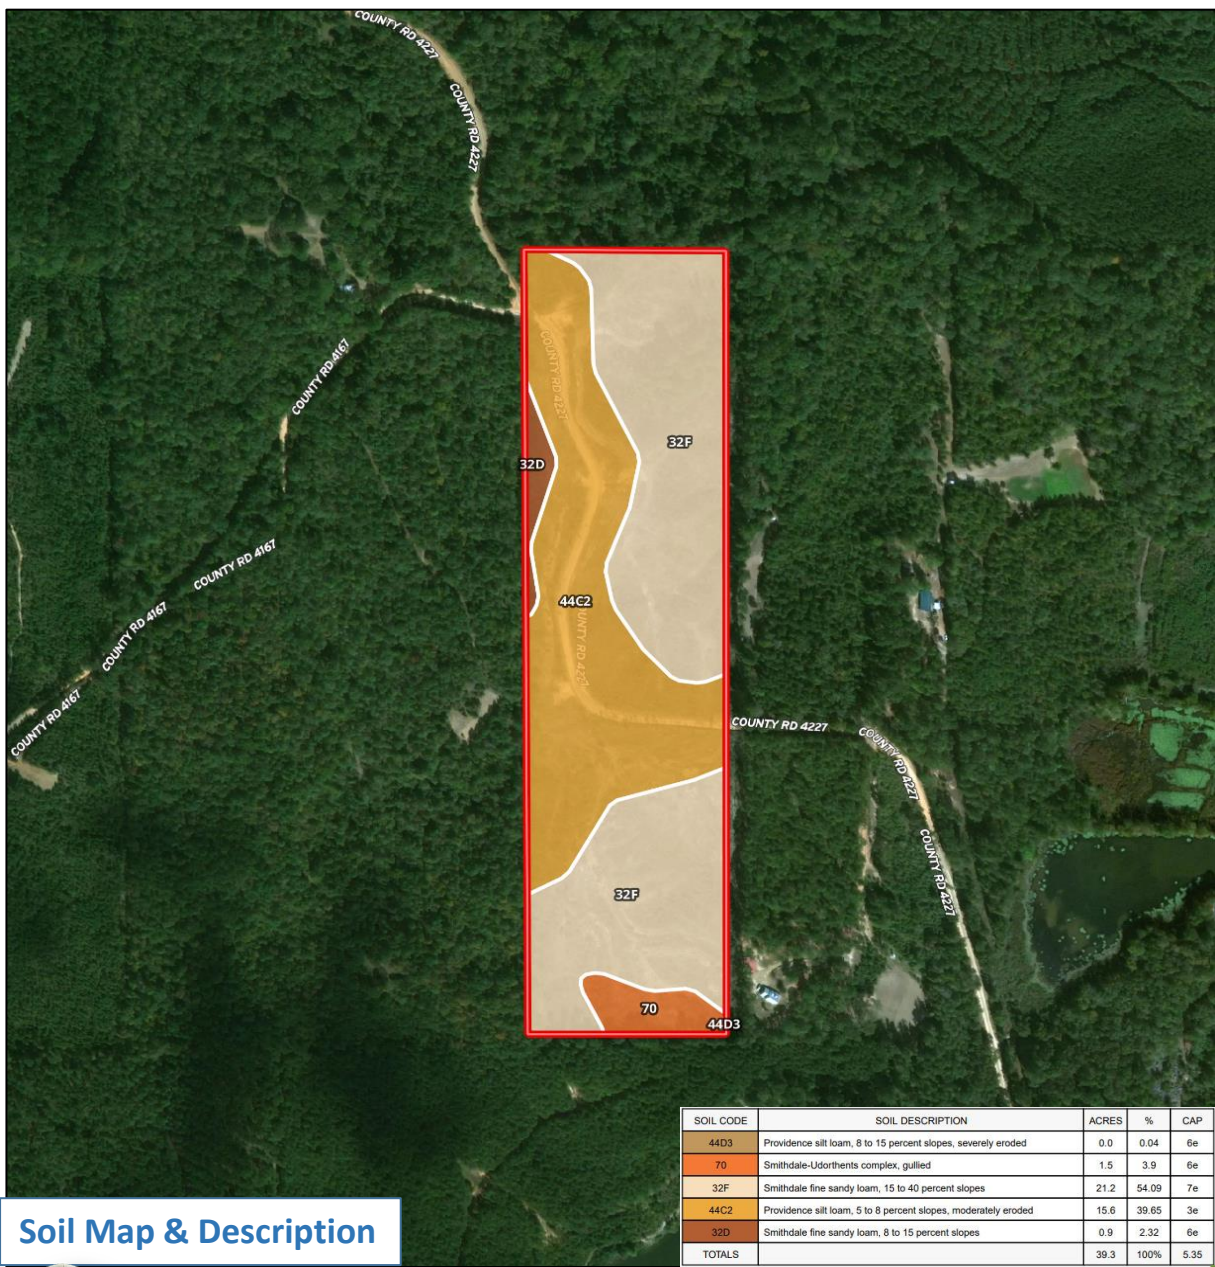 COUNTY RD 4227
COUNTY RD 4227
COUNTY RD 4167
COUNTY RD 4227
32F
32D
COUNTY RD 4167
44C2
COUNTY RD 4167
COUNTY RD 4167
COUNTY RD 4227
COUNTY RD 4227
COUNTY RD 4227
32F
70
44D3
SOIL CODE SOIL DESCRIPTION ACRES % CAP
44D3 Providence silt loam, 8 to 15 percent slopes, severely eroded 0.0 0.04 6e
70 Smithdale-Udorthents complex, gullied 1.5 3.9 6e
32F Smithdale fine sandy loam, 15 to 40 percent slopes 21.2 54.09 7e
44C2 Providence silt loam, 5 to 8 percent slopes, moderately eroded 15.6 39.65 3e
32D Smithdale fine sandy loam, 8 to 15 percent slopes 0.9 2.32 6e
TOTALS 39.3 100% 5.35
Soil Map & Description